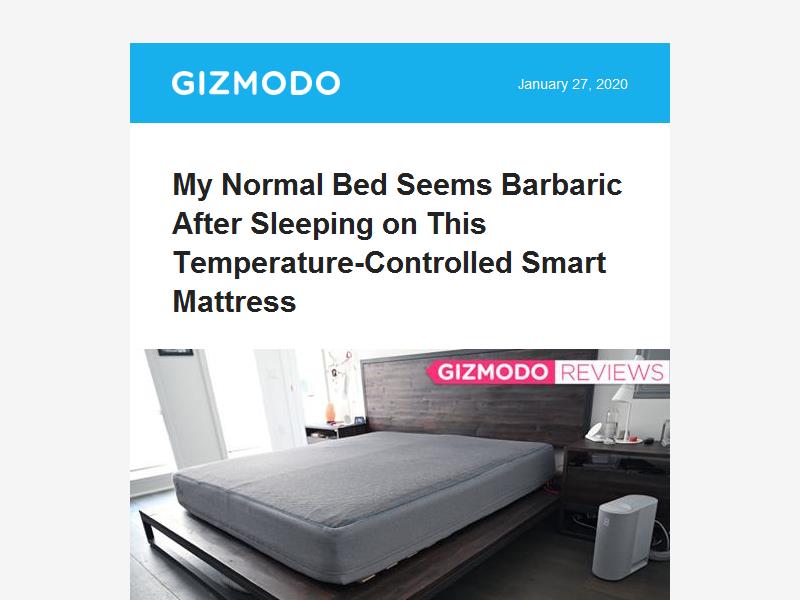 GIZMODO
January 27, 2020
My Normal Bed Seems Barbaric
After Sleeping on This
Temperature-Controlled Smart
Mattress
GIZMODO REVIEWS